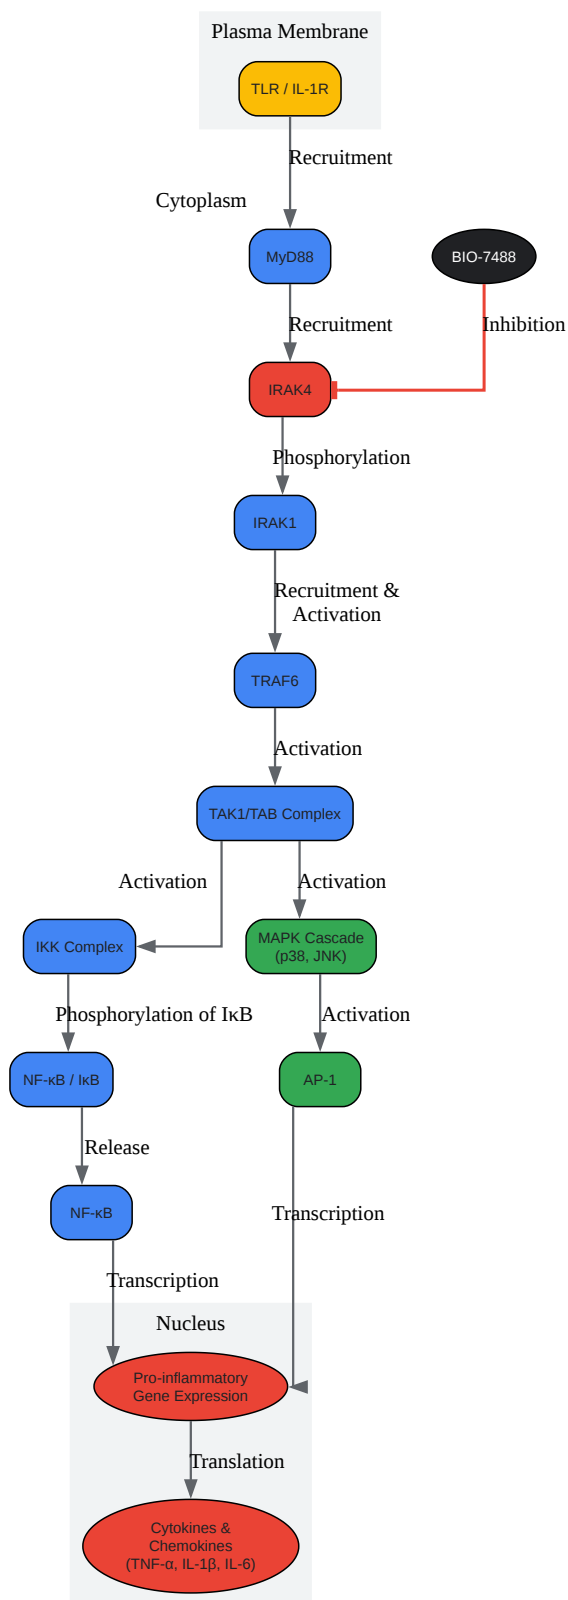 Plasma Membrane
TLR / IL-1R
Recruitment
Cytoplasm
MyD88
BIO-7488
Recruitment
Inhibition
IRAK4
Phosphorylation
IRAK1
Recruitment &
Activation
TRAF6
Activation
TAK1/TAB Complex
Activation
Activation
IKK Complex
MAPK Cascade
(p38, JNK)
Phosphorylation of IκB
Activation
NF-κB / IκB
AP-1
Release
NF-κB
Transcription
Transcription
Nucleus
Pro-inflammatory
Gene Expression
Translation
Cytokines &
Chemokines
(TNF-α, IL-1β, IL-6)